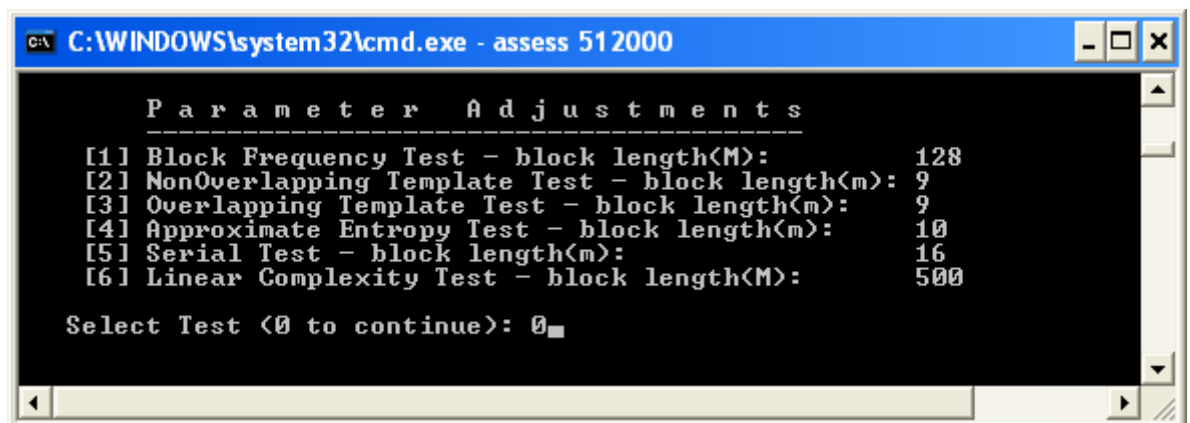 C:\WINDOWS\system32\cmd.exe - assess 512000
P a r a m e t e r   A d j u s t m e n t s
[1] Block Frequency Test - block length(M): 128
[2] NonOverlapping Template Test - block length(m): 9
[3] Overlapping Template Test - block length(m): 9
[4] Approximate Entropy Test - block length(m): 10
[5] Serial Test - block length(m): 16
[6] Linear Complexity Test - block length(M): 500
Select Test (0 to continue): 0